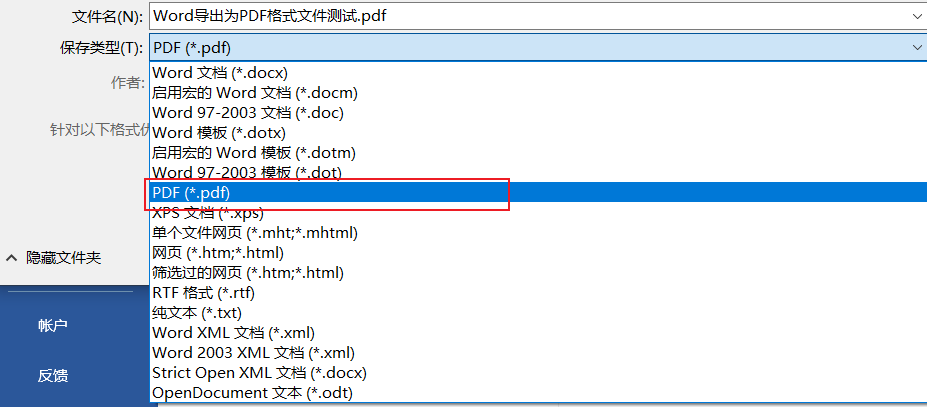 文件名(N): Word导出为PDF格式文件测试.pdf
保存类型(T): PDF (*.pdf)
作者:
针对以下格式优
Word 文档 (*.docx)
启用宏的 Word 文档 (*.docm)
Word 97-2003 文档 (*.doc)
Word 模板 (*.dotx)
启用宏的 Word 模板 (*.dotm)
Word 97-2003 模板 (*.dot)
PDF (*.pdf)
XPS 文档 (*.xps)
单个文件网页 (*.mht;*.mhtml)
网页 (*.htm;*.html)
筛选过的网页 (*.htm;*.html)
RTF 格式 (*.rtf)
纯文本 (*.txt)
Word XML 文档 (*.xml)
Word 2003 XML 文档 (*.xml)
Strict Open XML 文档 (*.docx)
OpenDocument 文本 (*.odt)
隐藏文件夹
帐户
反馈